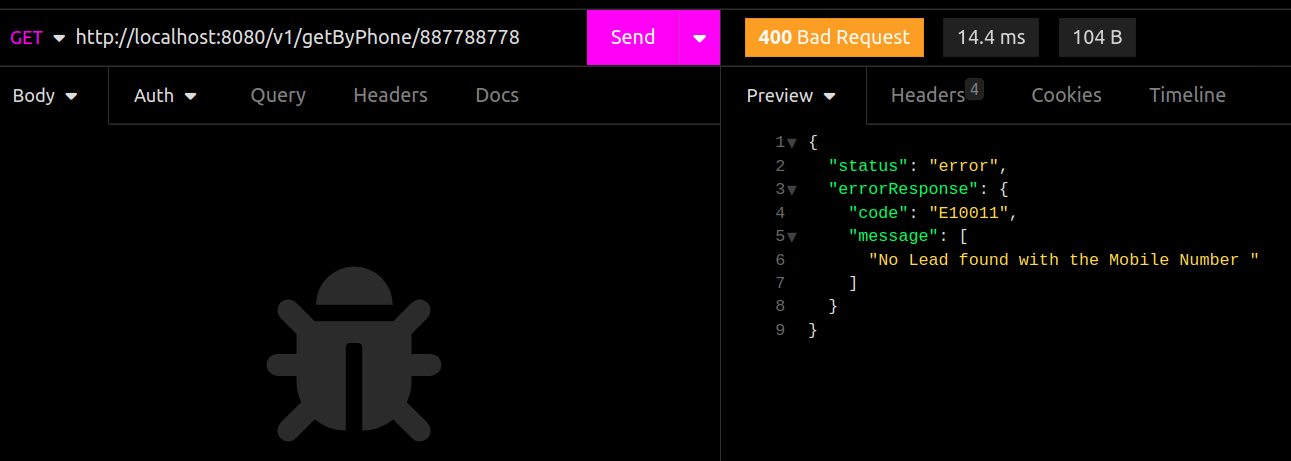 GET http://localhost:8080/v1/getByPhone/887788778 Send 400 Bad Request 14.4 ms 104 B
Body Auth Query Headers Docs Preview Headers 4 Cookies Timeline
1 {
2 "status": "error",
3 "errorResponse": {
4 "code": "E10011",
5 "message": [
6 "No Lead found with the Mobile Number "
7 ]
8 }
9 }